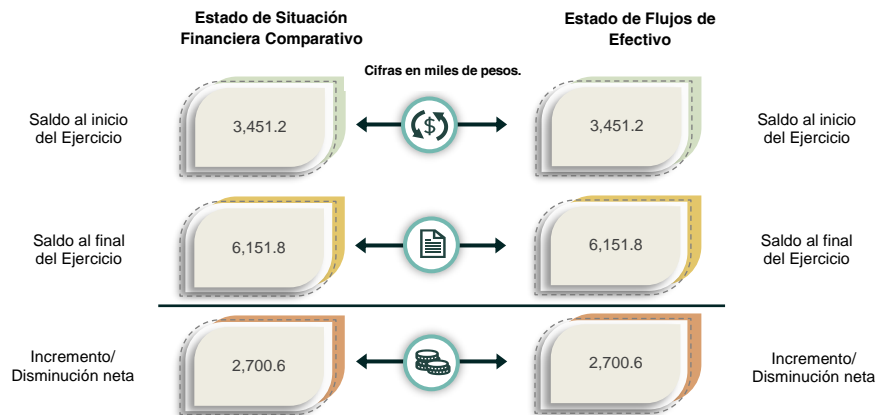 Estado de Situación
Financiera Comparativo
Estado de Flujos de
Efectivo
Cifras en miles de pesos.
Saldo al inicio
del Ejercicio
3,451.2
$
3,451.2
Saldo al inicio
del Ejercicio
Saldo al final
del Ejercicio
6,151.8
6,151.8
Saldo al final
del Ejercicio
Incremento/
Disminución neta
2,700.6
2,700.6
Incremento/
Disminución neta